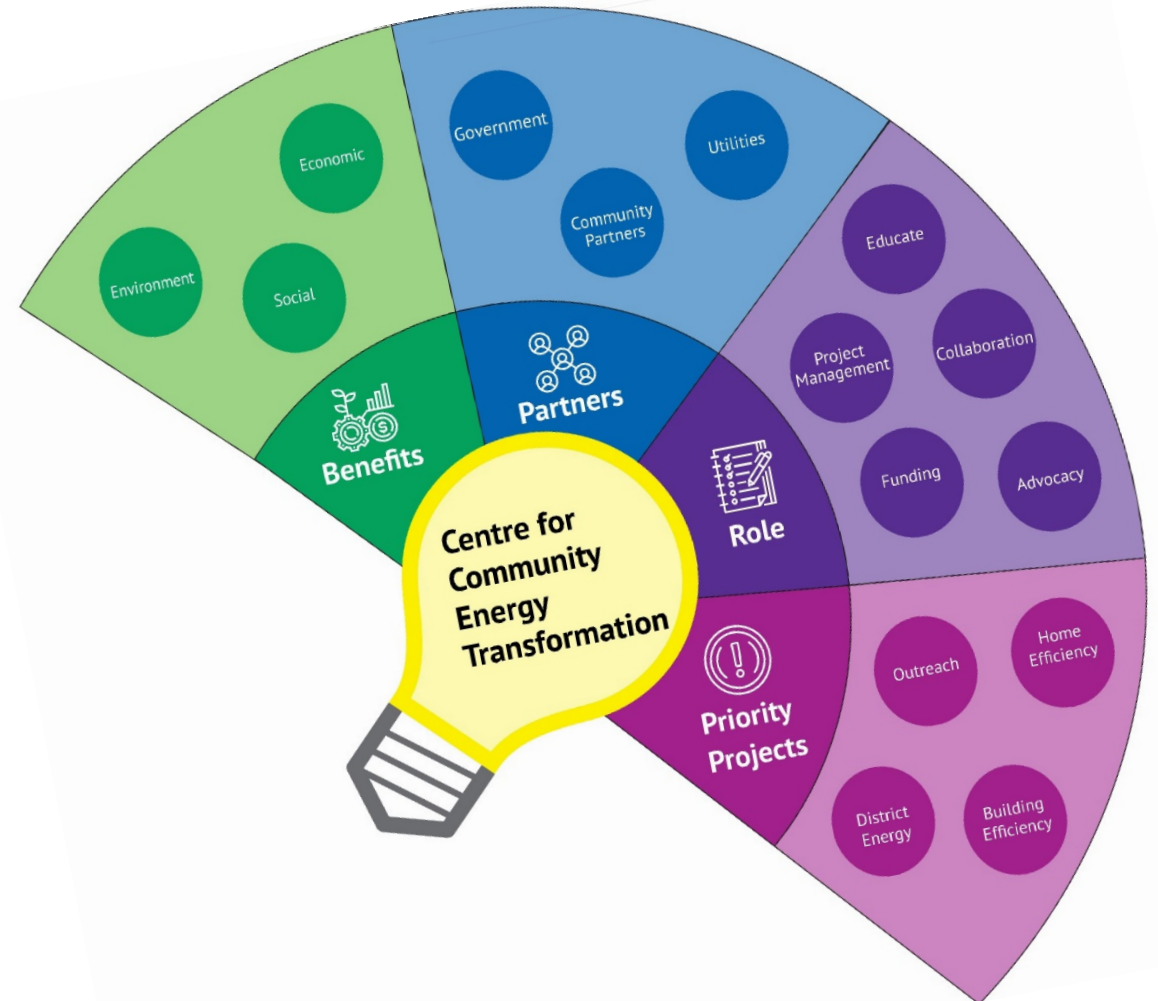 Economic
Environment
Social
Benefits
Government
Utilities
Community
Partners
Partners
Educate
Project
Management
Collaboration
Funding
Advocacy
Role
Centre for
Community
Energy
Transformation
Priority
Projects
Outreach
Home
Efficiency
District
Energy
Building
Efficiency